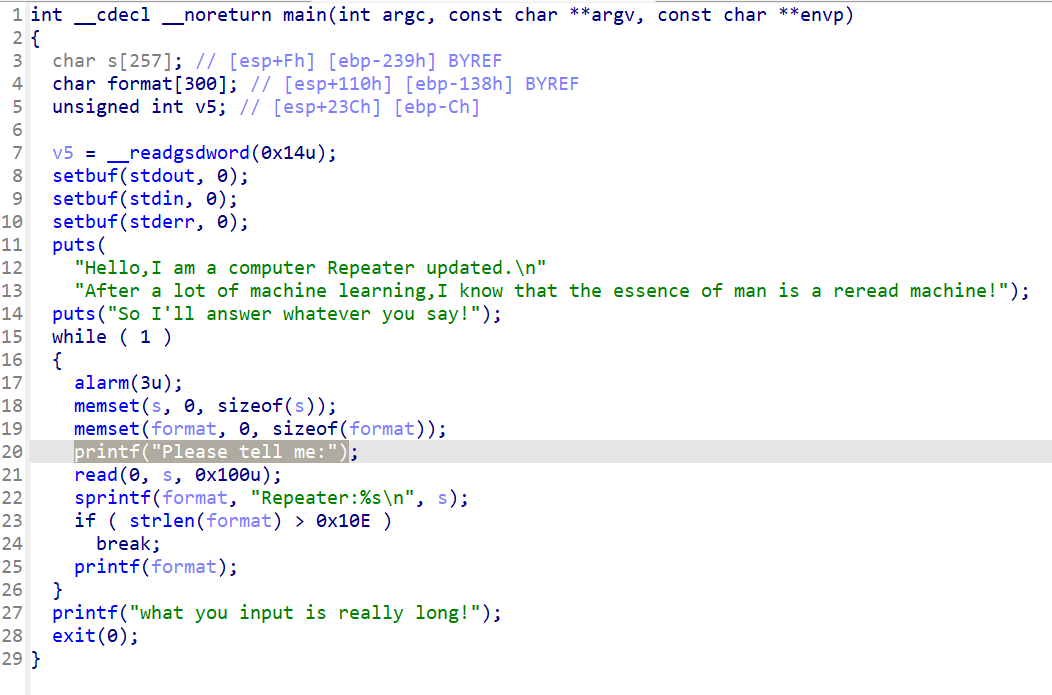 1 int __cdecl __noreturn main(int argc, const char **argv, const char **envp)
2 {
3   char s[257]; // [esp+Fh] [ebp-239h] BYREF
4   char format[300]; // [esp+110h] [ebp-138h] BYREF
5   unsigned int v5; // [esp+23Ch] [ebp-Ch]
6
7   v5 = __readgsdword(0x14u);
8   setbuf(stdout, 0);
9   setbuf(stdin, 0);
10   setbuf(stderr, 0);
11   puts(
12     "Hello,I am a computer Repeater updated.\n"
13     "After a lot of machine learning,I know that the essence of man is a reread machine!");
14   puts("So I'll answer whatever you say!");
15   while ( 1 )
16   {
17     alarm(3u);
18     memset(s, 0, sizeof(s));
19     memset(format, 0, sizeof(format));
20     printf("Please tell me:");
21     read(0, s, 0x100u);
22     sprintf(format, "Repeater:%s\n", s);
23     if ( strlen(format) > 0x10E )
24       break;
25     printf(format);
26   }
27   printf("what you input is really long!");
28   exit(0);
29 }